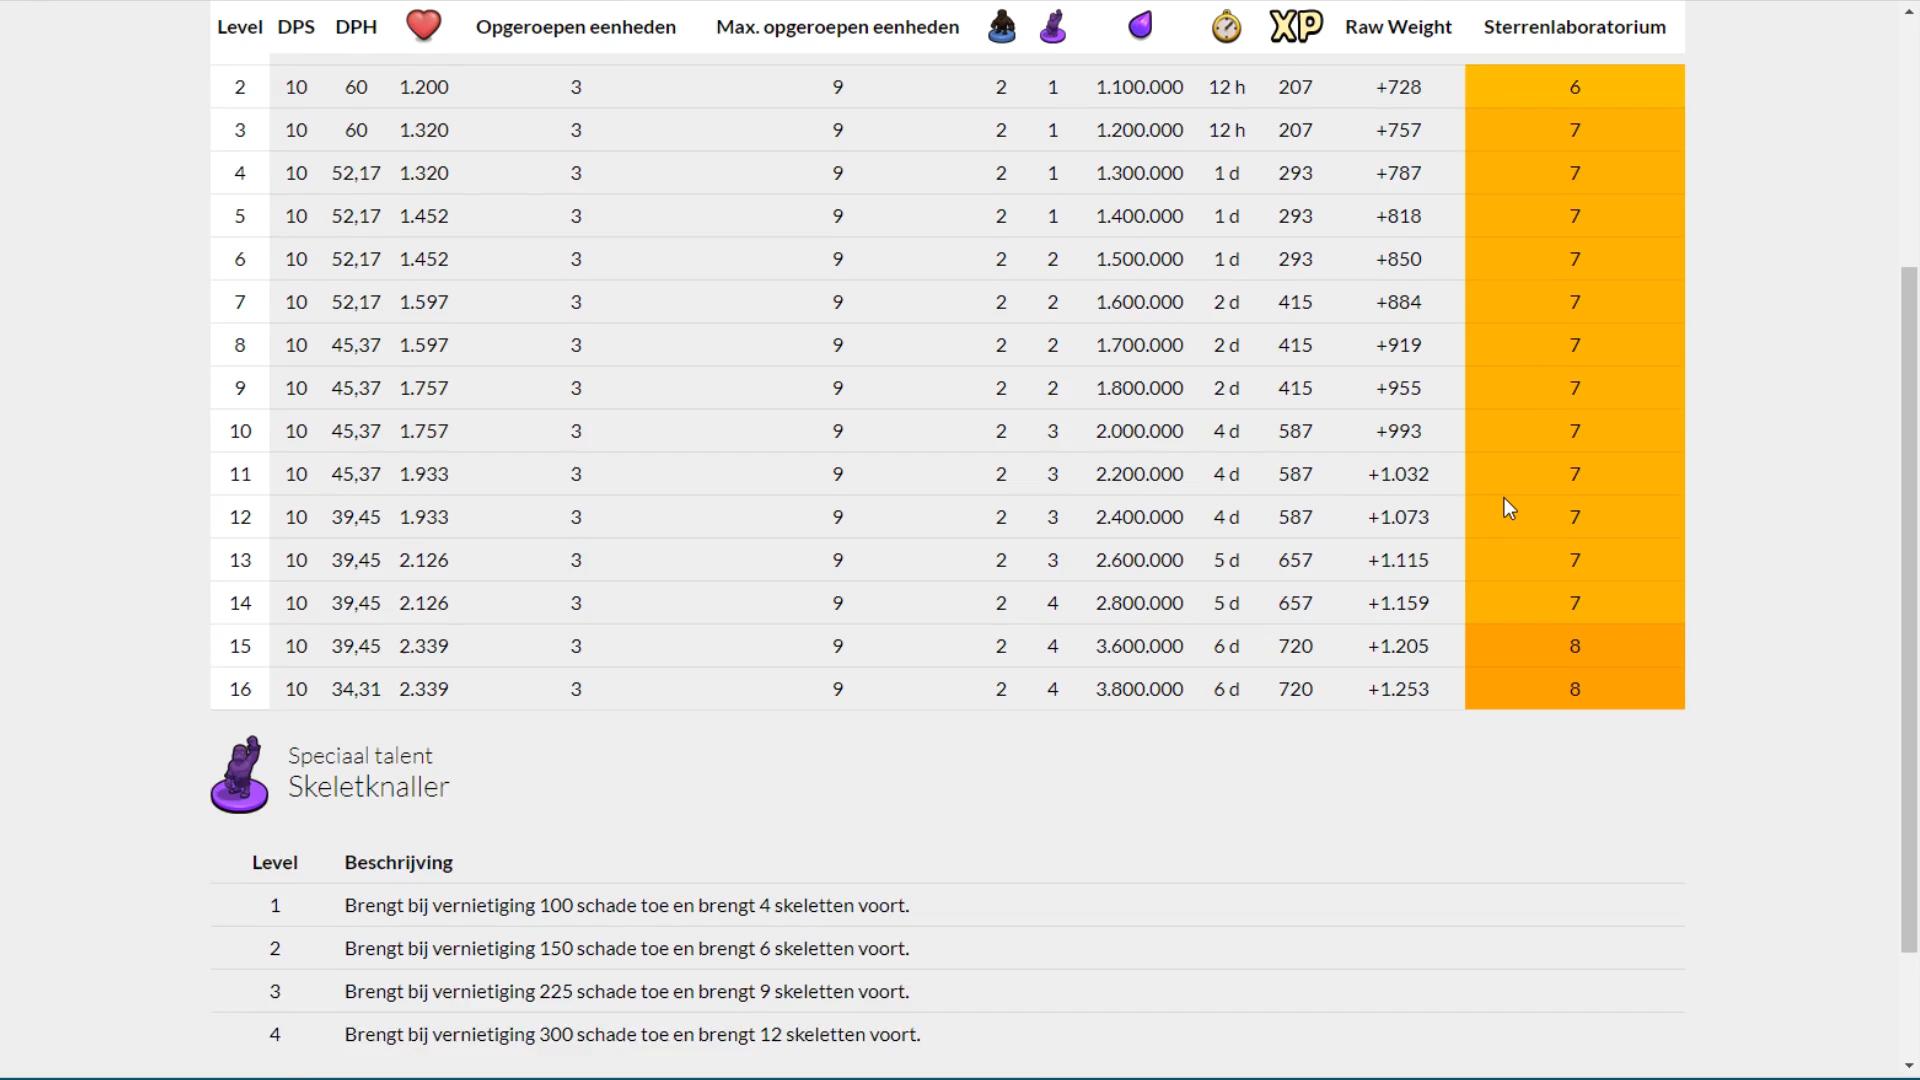 Level DPS DPH Opgeroepen eenheden Max. opgeroepen eenheden XP Raw Weight Sterrenlaboratorium
2 10 60 1.200 3 9 2 1 1.100.000 12 h 207 +728 6
3 10 60 1.320 3 9 2 1 1.200.000 12 h 207 +757 7
4 10 52,17 1.320 3 9 2 1 1.300.000 1 d 293 +787 7
5 10 52,17 1.452 3 9 2 1 1.400.000 1 d 293 +818 7
6 10 52,17 1.452 3 9 2 2 1.500.000 1 d 293 +850 7
7 10 52,17 1.597 3 9 2 2 1.600.000 2 d 415 +884 7
8 10 45,37 1.597 3 9 2 2 1.700.000 2 d 415 +919 7
9 10 45,37 1.757 3 9 2 2 1.800.000 2 d 415 +955 7
10 10 45,37 1.757 3 9 2 3 2.000.000 4 d 587 +993 7
11 10 45,37 1.933 3 9 2 3 2.200.000 4 d 587 +1.032 7
12 10 39,45 1.933 3 9 2 3 2.400.000 4 d 587 +1.073 7
13 10 39,45 2.126 3 9 2 3 2.600.000 5 d 657 +1.115 7
14 10 39,45 2.126 3 9 2 4 2.800.000 5 d 657 +1.159 7
15 10 39,45 2.339 3 9 2 4 3.600.000 6 d 720 +1.205 8
16 10 34,31 2.339 3 9 2 4 3.800.000 6 d 720 +1.253 8
Speciaal talent
Skeletknaller
Level Beschrijving
1 Brengt bij vernietiging 100 schade toe en brengt 4 skeletten voort.
2 Brengt bij vernietiging 150 schade toe en brengt 6 skeletten voort.
3 Brengt bij vernietiging 225 schade toe en brengt 9 skeletten voort.
4 Brengt bij vernietiging 300 schade toe en brengt 12 skeletten voort.